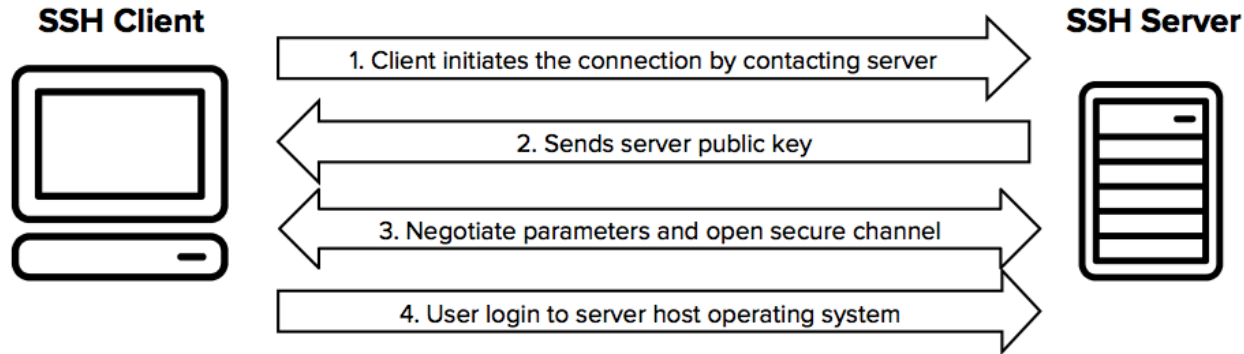 SSH Client
SSH Server
1. Client initiates the connection by contacting server
2. Sends server public key
3. Negotiate parameters and open secure channel
4. User login to server host operating system